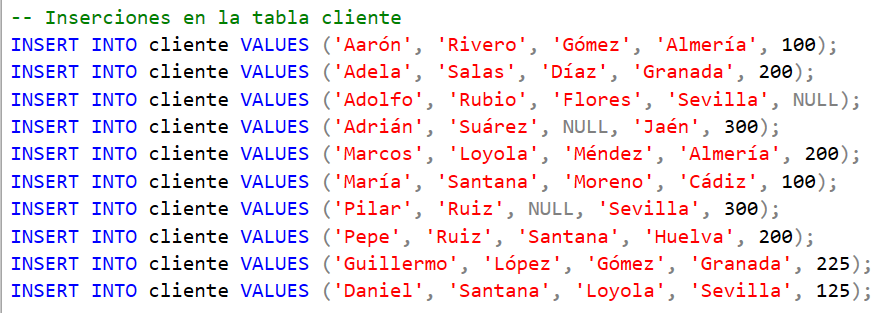 -- Inserciones en la tabla cliente
INSERT INTO cliente VALUES ('Aarón', 'Rivero', 'Gómez', 'Almería', 100);
INSERT INTO cliente VALUES ('Adela', 'Salas', 'Díaz', 'Granada', 200);
INSERT INTO cliente VALUES ('Adolfo', 'Rubio', 'Flores', 'Sevilla', NULL);
INSERT INTO cliente VALUES ('Adrián', 'Suárez', NULL, 'Jaén', 300);
INSERT INTO cliente VALUES ('Marcos', 'Loyola', 'Méndez', 'Almería', 200);
INSERT INTO cliente VALUES ('María', 'Santana', 'Moreno', 'Cádiz', 100);
INSERT INTO cliente VALUES ('Pilar', 'Ruiz', NULL, 'Sevilla', 300);
INSERT INTO cliente VALUES ('Pepe', 'Ruiz', 'Santana', 'Huelva', 200);
INSERT INTO cliente VALUES ('Guillermo', 'López', 'Gómez', 'Granada', 225);
INSERT INTO cliente VALUES ('Daniel', 'Santana', 'Loyola', 'Sevilla', 125);